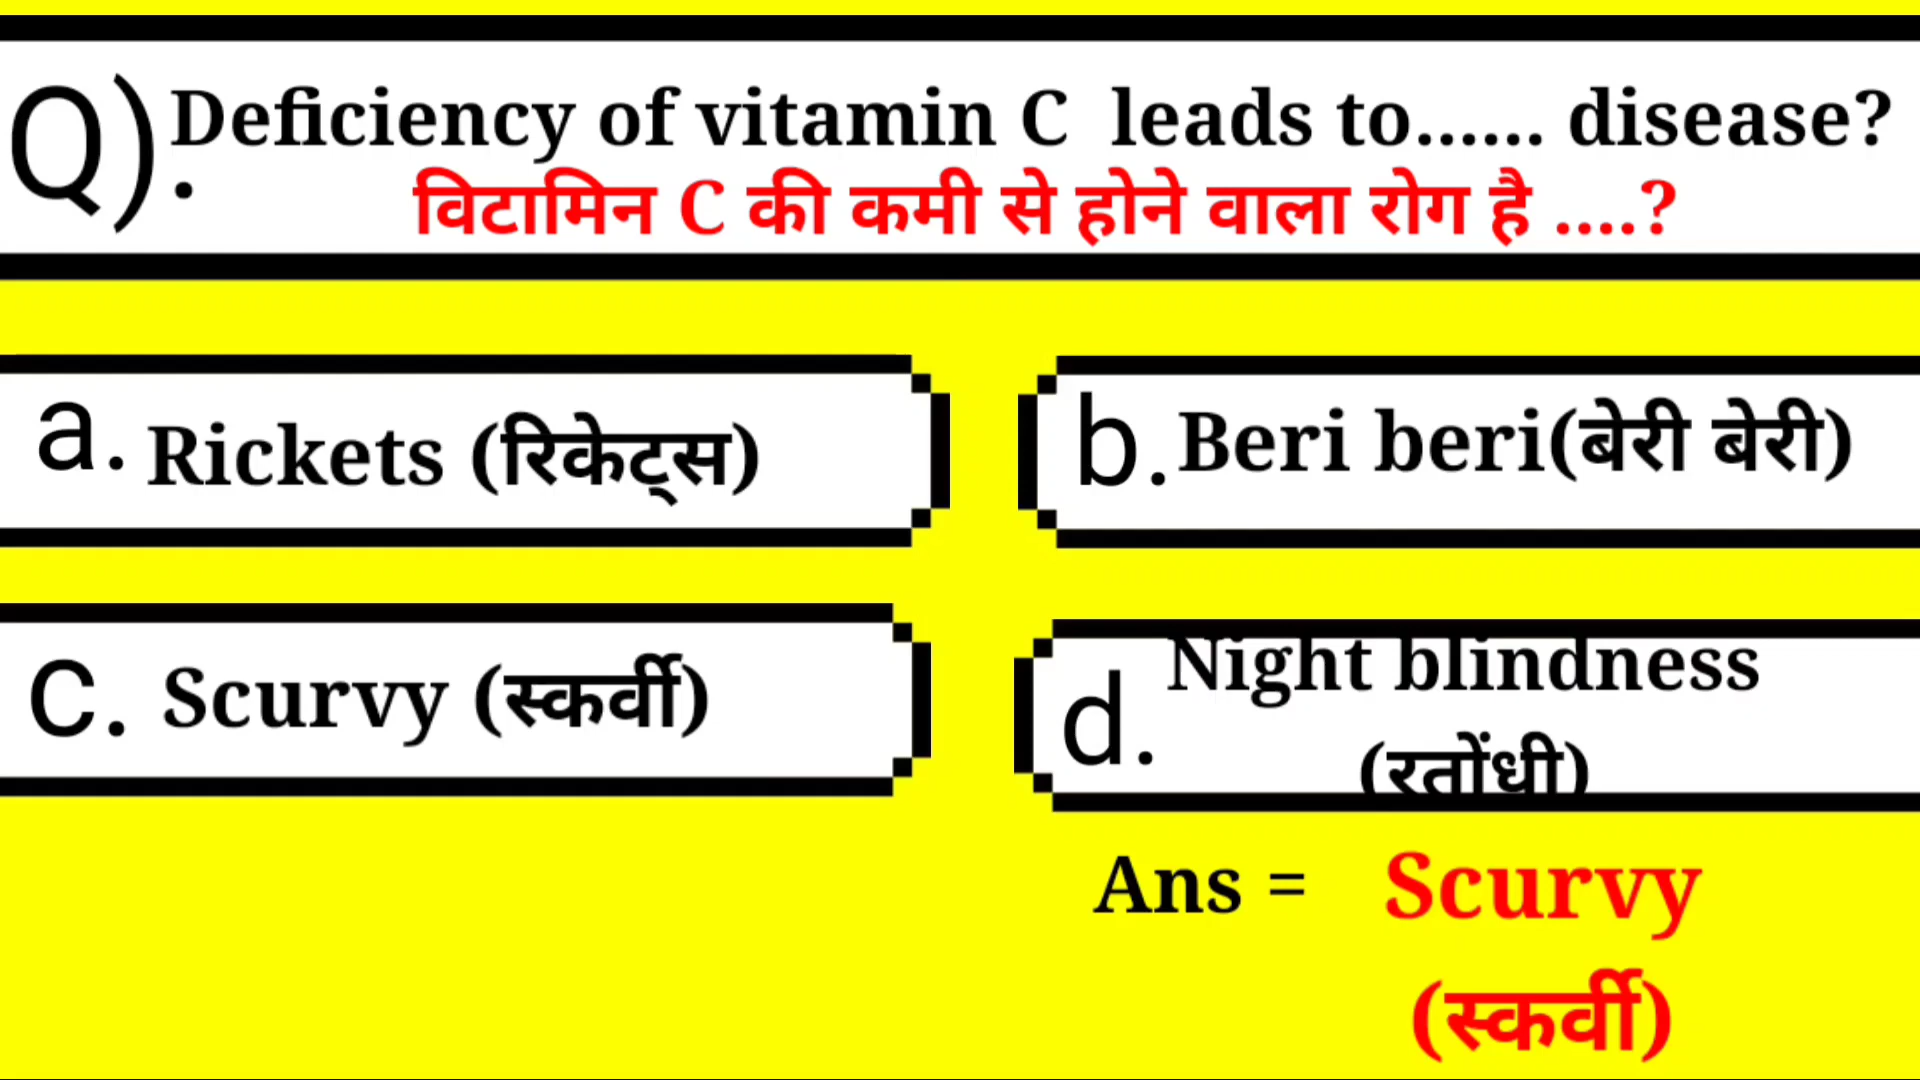 Q). Deficiency of vitamin C leads to...... disease?
विटामिन C की कमी से होने वाला रोग है ....?
a. Rickets (रिकेट्स)
b. Beri beri(बेरी बेरी)
c. Scurvy (स्कर्वी)
d. Night blindness
(रतोंधी)
Ans = Scurvy
(स्कर्वी)